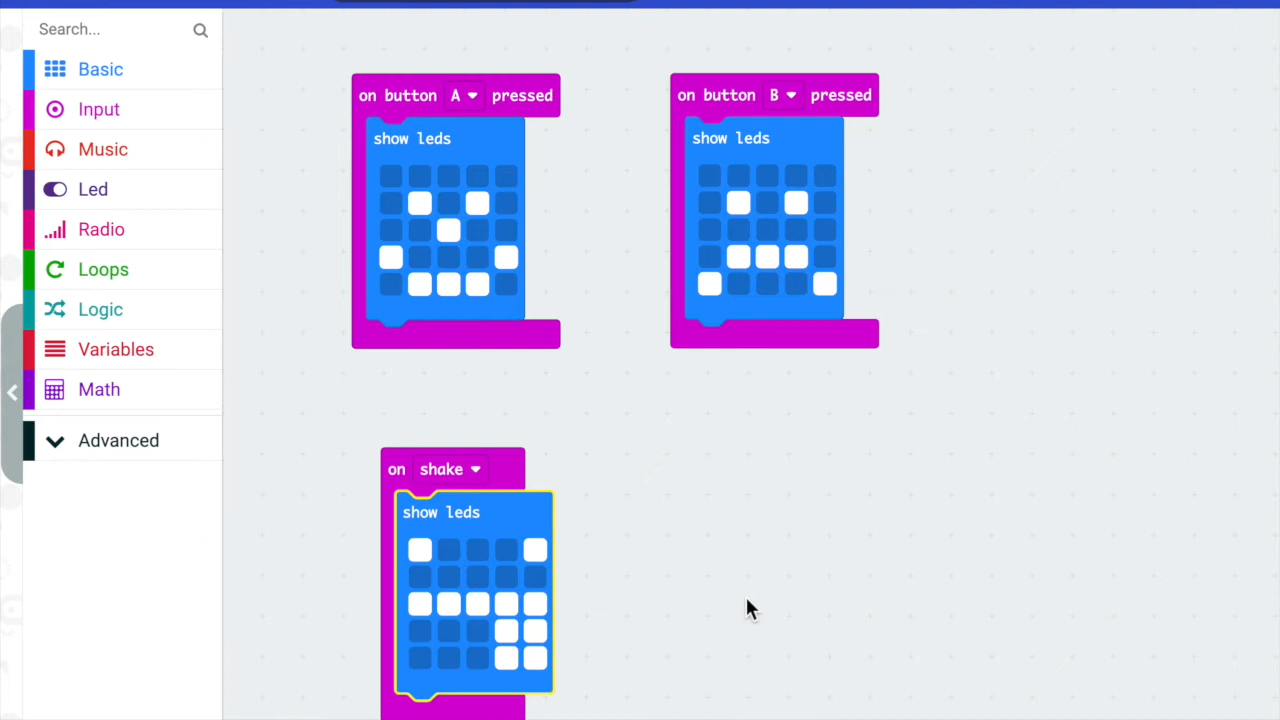 Search...
Basic
Input
Music
Led
Radio
Loops
Logic
Variables
Math
Advanced
on button A pressed
show leds
on button B pressed
show leds
on shake
show leds